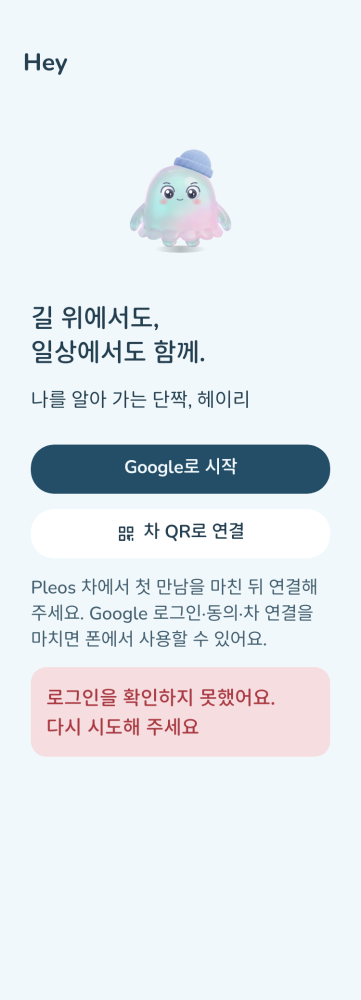 Hey
길 위에서도,
일상에서도 함께.
나를 알아 가는 단짝, 헤이리
Google로 시작
차 QR로 연결
Pleos 차에서 첫 만남을 마친 뒤 연결해
주세요. Google 로그인·동의·차 연결을
마치면 폰에서 사용할 수 있어요.
로그인을 확인하지 못했어요.
다시 시도해 주세요